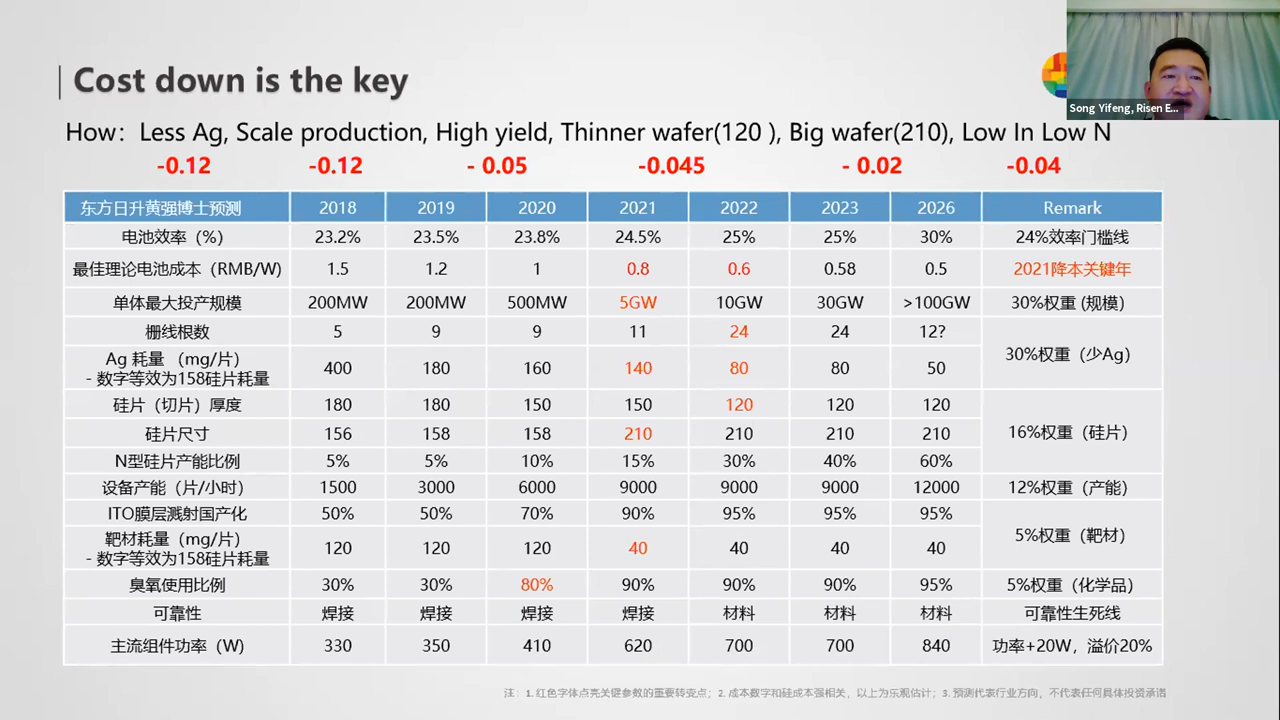 Cost down is the key
Song Yifeng, Risen E...
How: Less Ag, Scale production, High yield, Thinner wafer(120 ), Big wafer(210), Low In Low N
-0.12 -0.12 - 0.05 -0.045 - 0.02 -0.04
东方日升黄强博士预测 2018 2019 2020 2021 2022 2023 2026 Remark
电池效率（%） 23.2% 23.5% 23.8% 24.5% 25% 25% 30% 24%效率门槛线
最佳理论电池成本（RMB/W) 1.5 1.2 1 0.8 0.6 0.58 0.5 2021降本关键年
单体最大投产规模 200MW 200MW 500MW 5GW 10GW 30GW >100GW 30%权重 (规模）
栅线根数 5 9 9 11 24 24 12?
Ag 耗量 （mg/片）
- 数字等效为158硅片耗量 400 180 160 140 80 80 50 30%权重（少Ag）
硅片（切片）厚度 180 180 150 150 120 120 120
硅片尺寸 156 158 158 210 210 210 210 16%权重（硅片）
N型硅片产能比例 5% 5% 10% 15% 30% 40% 60%
设备产能（片/小时） 1500 3000 6000 9000 9000 9000 12000 12%权重（产能）
ITO膜层溅射国产化 50% 50% 70% 90% 95% 95% 95%
靶材耗量（mg/片）
- 数字等效为158硅片耗量 120 120 120 40 40 40 40 5%权重（靶材）
臭氧使用比例 30% 30% 80% 90% 90% 90% 95% 5%权重（化学品）
可靠性 焊接 焊接 焊接 焊接 材料 材料 材料 可靠性生死线
主流组件功率（W） 330 350 410 620 700 700 840 功率+20W，溢价20%
注：1. 红色字体点亮关键参数的重要转变点；2. 成本数字和硅成本强相关，以上为乐观估计；3. 预测代表行业方向，不代表任何具体投资承诺